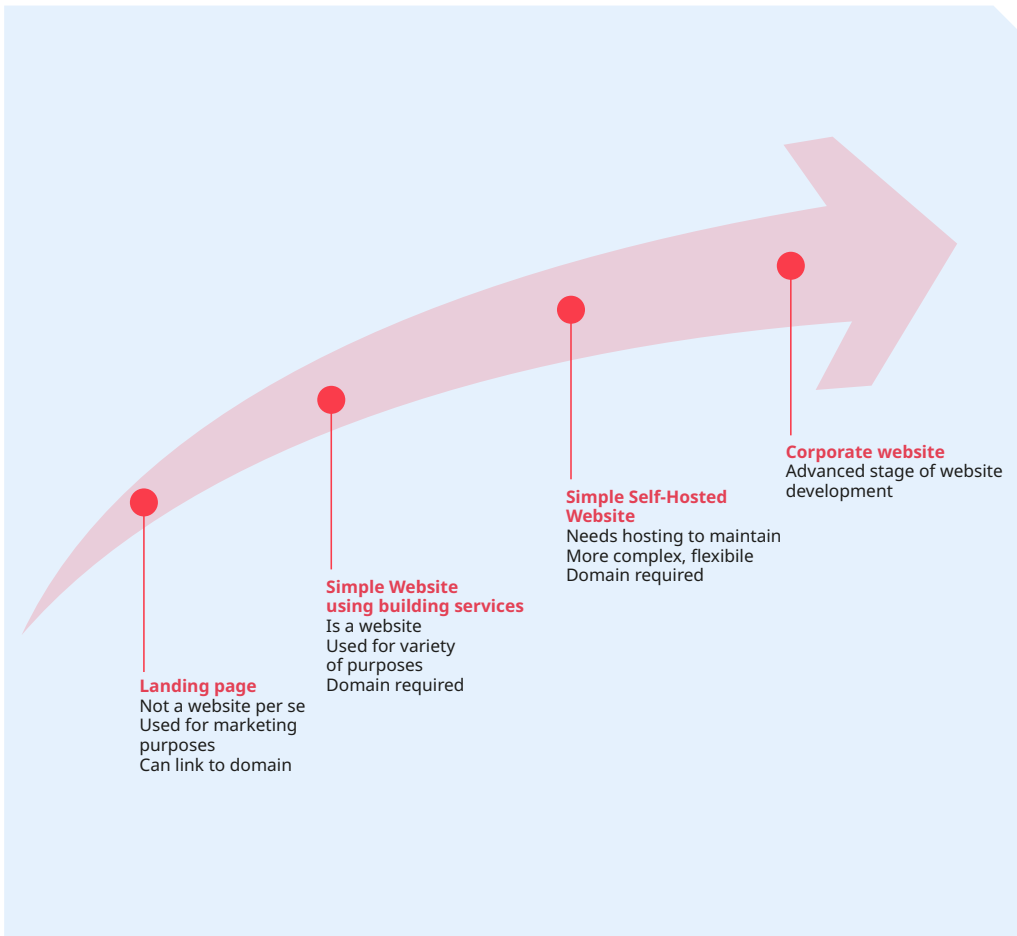 Landing page
Not a website per se
Used for marketing
purposes
Can link to domain
Simple Website
using building services
Is a website
Used for variety
of purposes
Domain required
Simple Self-Hosted
Website
Needs hosting to maintain
More complex, flexibile
Domain required
Corporate website
Advanced stage of website
development